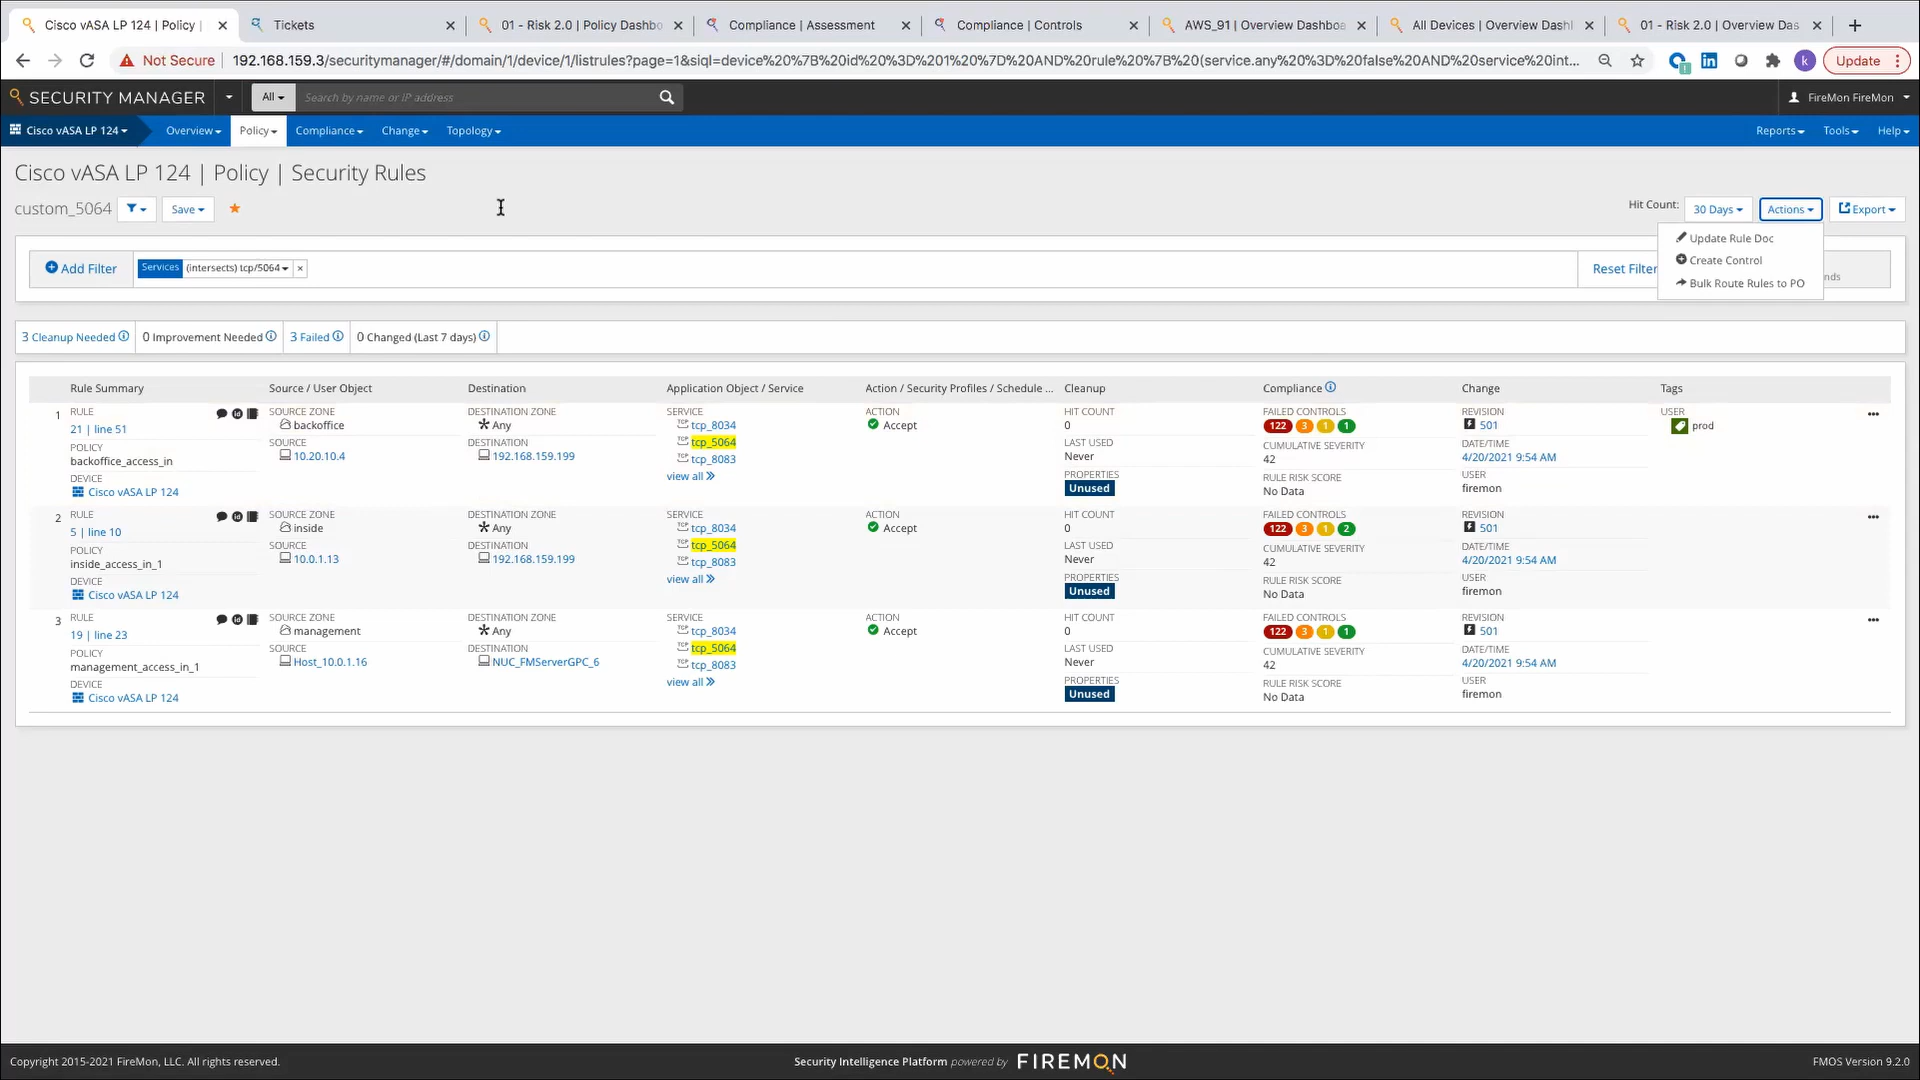 Cisco vASA LP 124 | Policy |
Tickets
01 - Risk 2.0 | Policy Dashbo
Compliance | Assessment
Compliance | Controls
AWS_91 | Overview Dashboa
All Devices | Overview Dashl
01 - Risk 2.0 | Overview Das
Not Secure
192.168.159.3/securitymanager/#/domain/1/device/1/listrules?page=1&siql=device%20%7B%20id%20%3D%201%20%7D%20AND%20rule%20%7B%20(service.any%20%3D%20false%20AND%20service%20int...
k
Update
SECURITY MANAGER
All
Search by name or IP address
FireMon FireMon
Cisco vASA LP 124
Overview
Policy
Compliance
Change
Topology
Reports
Tools
Help
Cisco vASA LP 124 | Policy | Security Rules
custom_5064
Save
Hit Count:
30 Days
Actions
Export
Update Rule Doc
Create Control
Bulk Route Rules to PO
Add Filter
Services
(intersects) tcp/5064
Reset Filter
nds
3 Cleanup Needed
0 Improvement Needed
3 Failed
0 Changed (Last 7 days)
Rule Summary
Source / User Object
Destination
Application Object / Service
Action / Security Profiles / Schedule ...
Cleanup
Compliance
Change
Tags
1
RULE
21 | line 51
POLICY
backoffice_access_in
DEVICE
Cisco vASA LP 124
SOURCE ZONE
backoffice
SOURCE
10.20.10.4
DESTINATION ZONE
Any
DESTINATION
192.168.159.199
SERVICE
TCP tcp_8034
TCP tcp_5064
TCP tcp_8083
view all
ACTION
Accept
HIT COUNT
0
LAST USED
Never
PROPERTIES
Unused
FAILED CONTROLS
122 3 1 1
CUMULATIVE SEVERITY
42
RULE RISK SCORE
No Data
REVISION
501
DATE/TIME
4/20/2021 9:54 AM
USER
firemon
USER
prod
2
RULE
5 | line 10
POLICY
inside_access_in_1
DEVICE
Cisco vASA LP 124
SOURCE ZONE
inside
SOURCE
10.0.1.13
DESTINATION ZONE
Any
DESTINATION
192.168.159.199
SERVICE
TCP tcp_8034
TCP tcp_5064
TCP tcp_8083
view all
ACTION
Accept
HIT COUNT
0
LAST USED
Never
PROPERTIES
Unused
FAILED CONTROLS
122 3 1 2
CUMULATIVE SEVERITY
42
RULE RISK SCORE
No Data
REVISION
501
DATE/TIME
4/20/2021 9:54 AM
USER
firemon
3
RULE
19 | line 23
POLICY
management_access_in_1
DEVICE
Cisco vASA LP 124
SOURCE ZONE
management
SOURCE
Host_10.0.1.16
DESTINATION ZONE
Any
DESTINATION
NUC_FMServerGPC_6
SERVICE
TCP tcp_8034
TCP tcp_5064
TCP tcp_8083
view all
ACTION
Accept
HIT COUNT
0
LAST USED
Never
PROPERTIES
Unused
FAILED CONTROLS
122 3 1 1
CUMULATIVE SEVERITY
42
RULE RISK SCORE
No Data
REVISION
501
DATE/TIME
4/20/2021 9:54 AM
USER
firemon
Copyright 2015-2021 FireMon, LLC. All rights reserved.
Security Intelligence Platform powered by FIREMON
FMOS Version 9.2.0